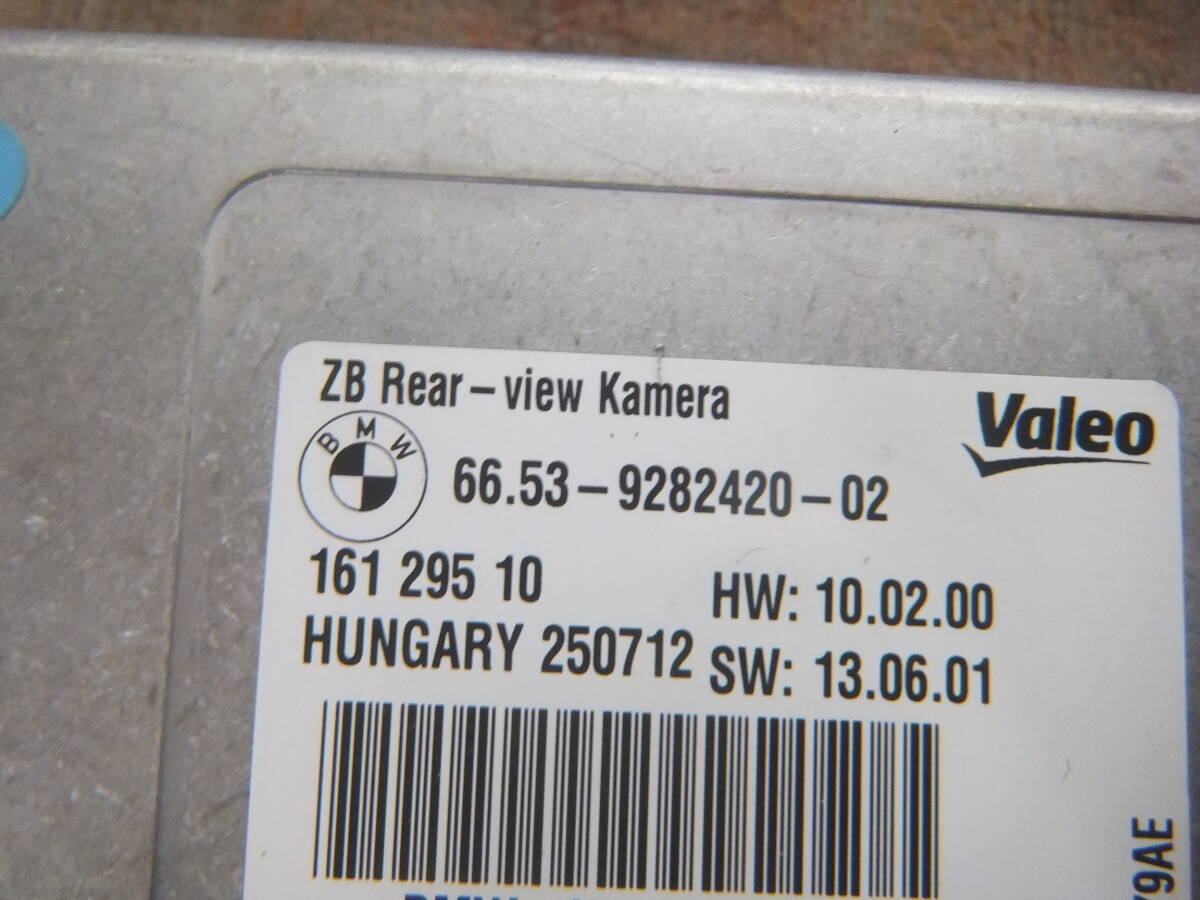 ZB Rear-view Kamera
Valeo
BMW
66.53-9282420-02
161 295 10
HW: 10.02.00
HUNGARY 250712
SW: 13.06.01
79AE